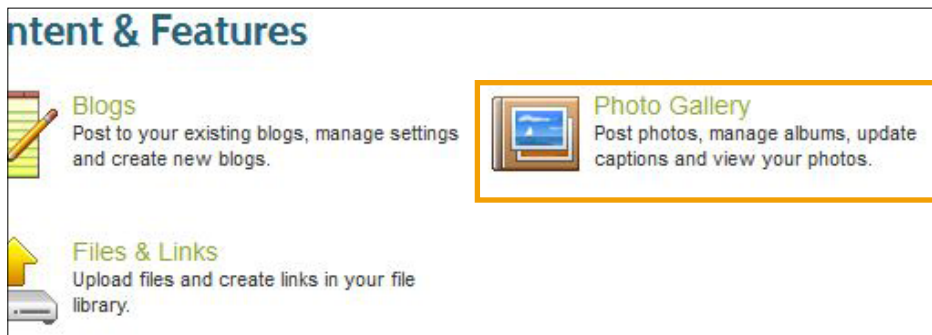 ntent & Features
Blogs
Post to your existing blogs, manage settings
and create new blogs.
Photo Gallery
Post photos, manage albums, update
captions and view your photos.
Files & Links
Upload files and create links in your file
library.